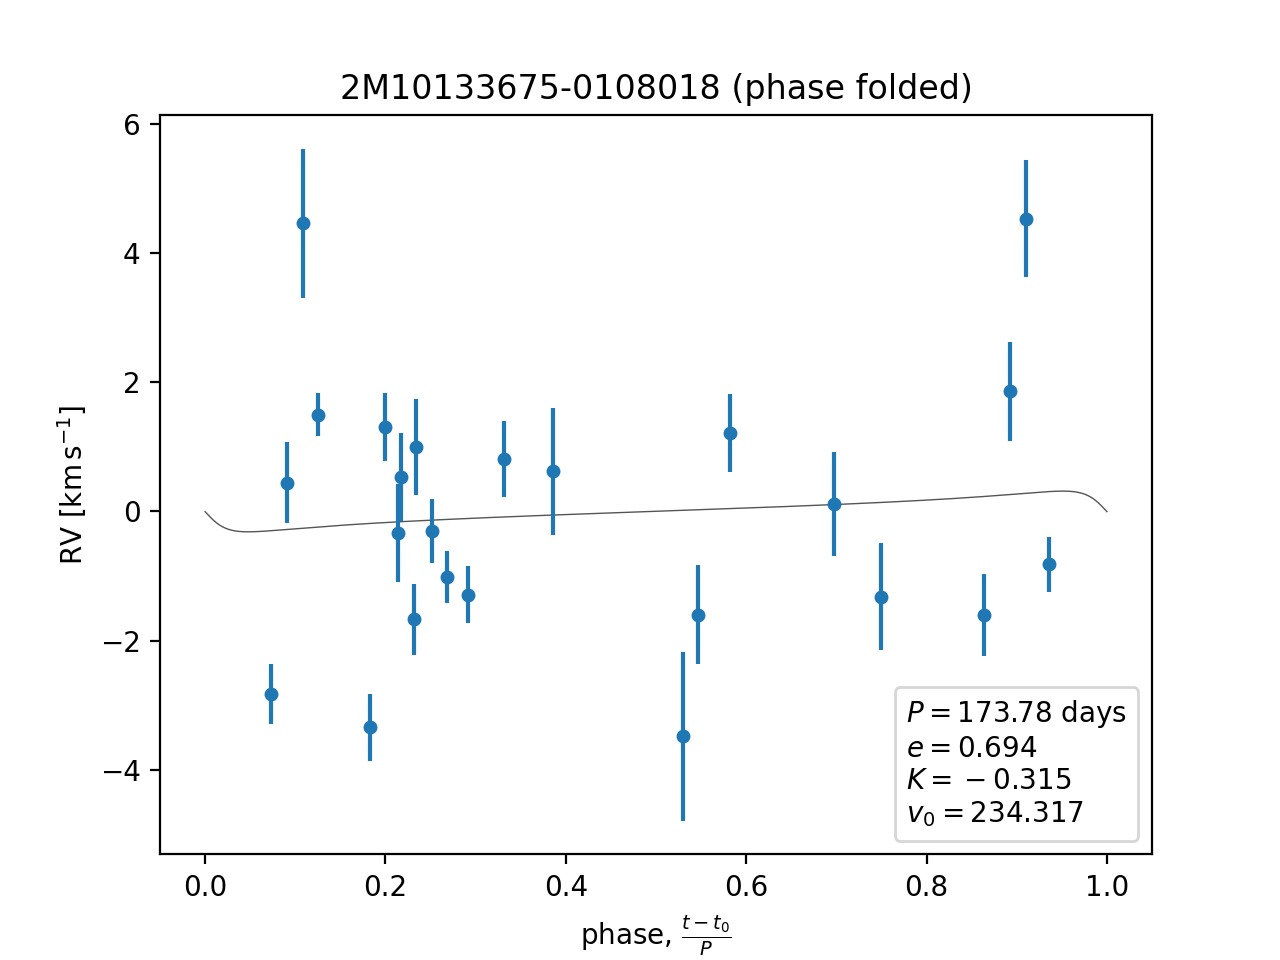 2M10133675-0108018 (phase folded)
RV [km s⁻¹]
6
4
2
0
−2
−4
P = 173.78 days
e = 0.694
K = −0.315
v₀ = 234.317
0.0 0.2 0.4 0.6 0.8 1.0
phase, (t − t₀)/P